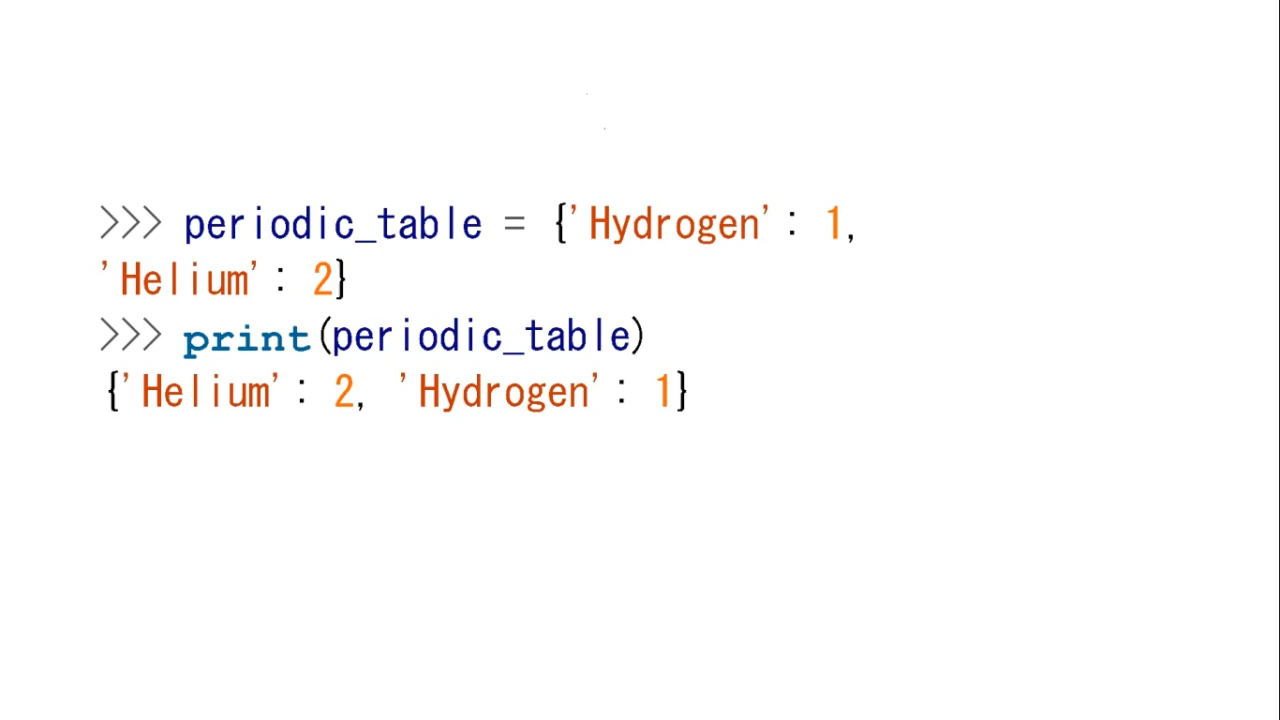 >>> periodic_table = {'Hydrogen': 1,
'Helium': 2}
>>> print(periodic_table)
{'Helium': 2, 'Hydrogen': 1}